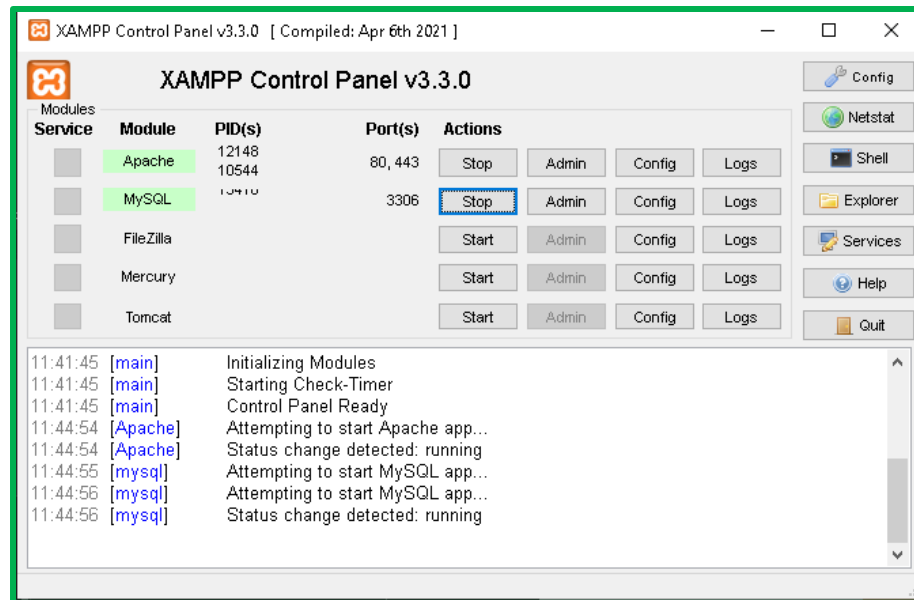 XAMPP Control Panel v3.3.0 [ Compiled: Apr 6th 2021 ]
XAMPP Control Panel v3.3.0
Config
Modules
Service Module PID(s) Port(s) Actions
Netstat
Apache 12148 10544 80, 443 Stop Admin Config Logs
Shell
MySQL 3306 Stop Admin Config Logs
Explorer
FileZilla Start Admin Config Logs
Services
Mercury Start Admin Config Logs
Help
Tomcat Start Admin Config Logs
Quit
11:41:45 [main] Initializing Modules
11:41:45 [main] Starting Check-Timer
11:41:45 [main] Control Panel Ready
11:44:54 [Apache] Attempting to start Apache app...
11:44:54 [Apache] Status change detected: running
11:44:55 [mysql] Attempting to start MySQL app...
11:44:56 [mysql] Attempting to start MySQL app...
11:44:56 [mysql] Status change detected: running